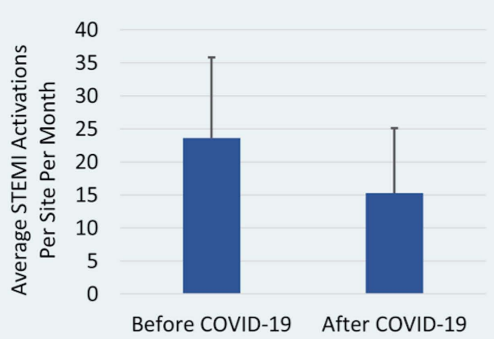 Average STEMI Activations
Per Site Per Month
40
35
30
25
20
15
10
5
0
Before COVID-19
After COVID-19